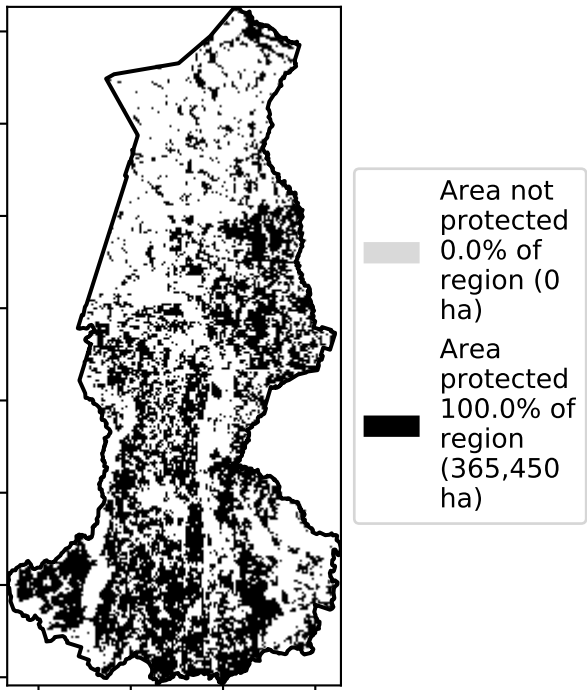 Area not
protected
0.0% of
region (0
ha)
Area
protected
100.0% of
region
(365,450
ha)